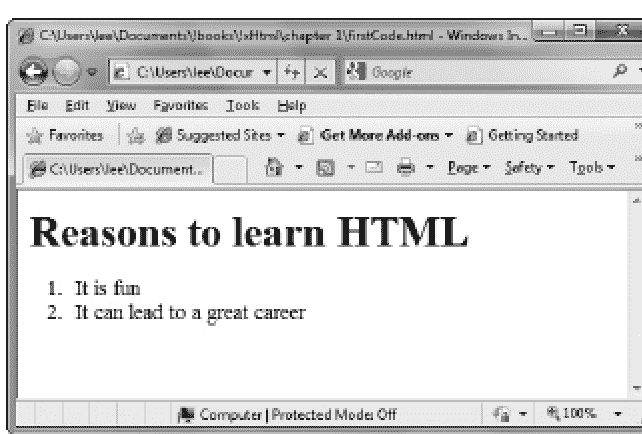 C:\Users\lee\Documents\!books\!xHtml\chapter 1\firstCode.html - Windows In...
C:\Users\lee\Docur Google
File Edit View Favorites Tools Help
Favorites Suggested Sites Get More Add-ons Getting Started
C:\Users\lee\Document... Page Safety Tools
Reasons to learn HTML
1. It is fun
2. It can lead to a great career
Computer | Protected Mode: Off 100%